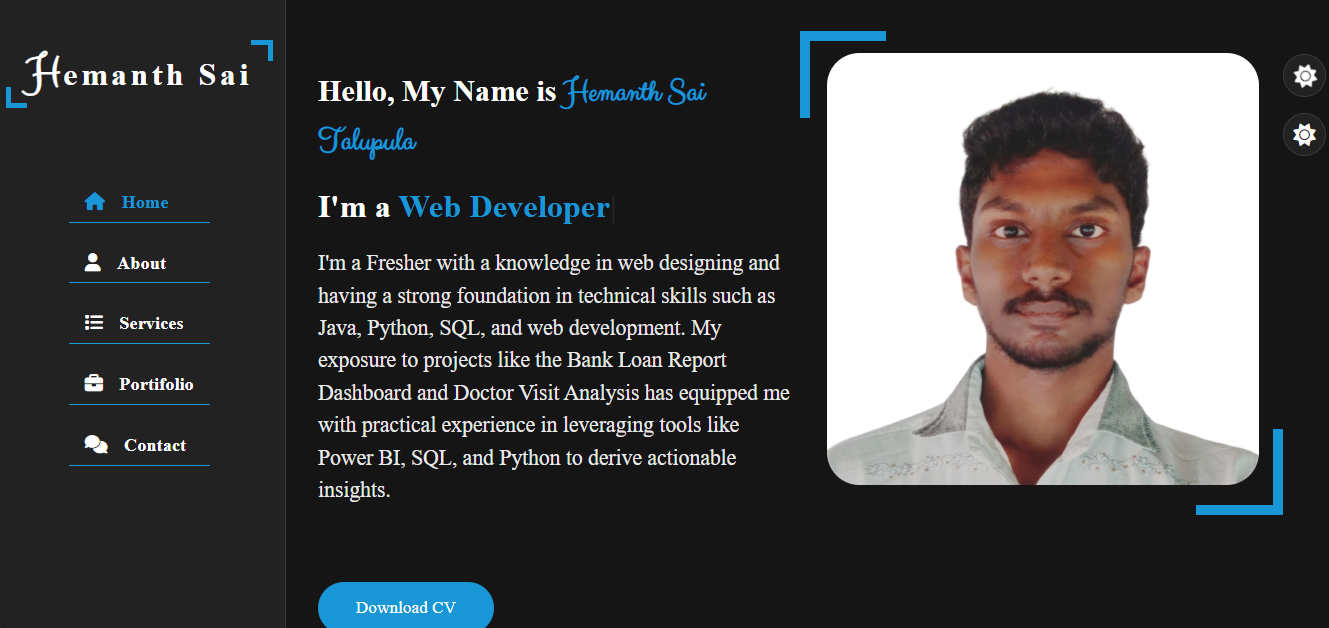 Hemanth Sai
Home
About
Services
Portifolio
Contact
Hello, My Name is Hemanth Sai
Talupula
I'm a Web Developer
I'm a Fresher with a knowledge in web designing and
having a strong foundation in technical skills such as
Java, Python, SQL, and web development. My
exposure to projects like the Bank Loan Report
Dashboard and Doctor Visit Analysis has equipped me
with practical experience in leveraging tools like
Power BI, SQL, and Python to derive actionable
insights.
Download CV